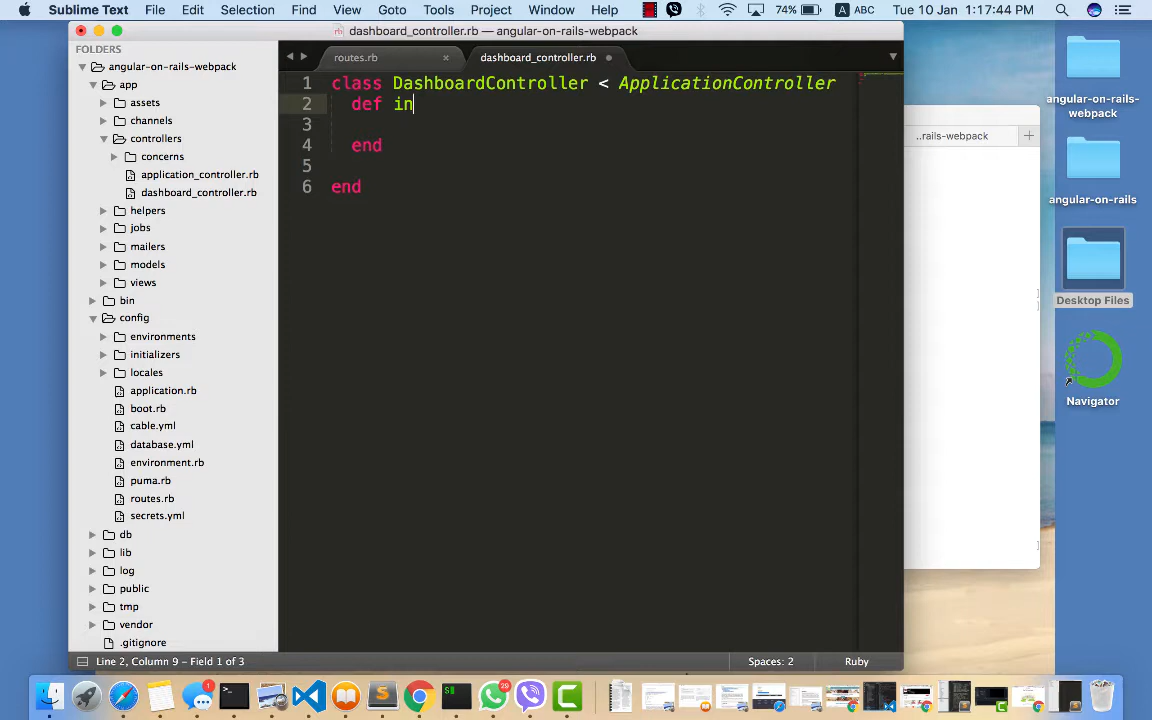 Sublime Text File Edit Selection Find View Goto Tools Project Window Help 74% A ABC Tue 10 Jan 1:17:44 PM
dashboard_controller.rb — angular-on-rails-webpack
FOLDERS
angular-on-rails-webpack
app
assets
channels
controllers
concerns
application_controller.rb
dashboard_controller.rb
helpers
jobs
mailers
models
views
bin
config
environments
initializers
locales
application.rb
boot.rb
cable.yml
database.yml
environment.rb
puma.rb
routes.rb
secrets.yml
db
lib
log
public
tmp
vendor
.gitignore
routes.rb × dashboard_controller.rb
1 class DashboardController < ApplicationController
2 def in
3
4 end
5
6 end
Line 2, Column 9 - Field 1 of 3 Spaces: 2 Ruby
..rails-webpack +
angular-on-rails-
webpack
angular-on-rails
Desktop Files
Navigator
1
29